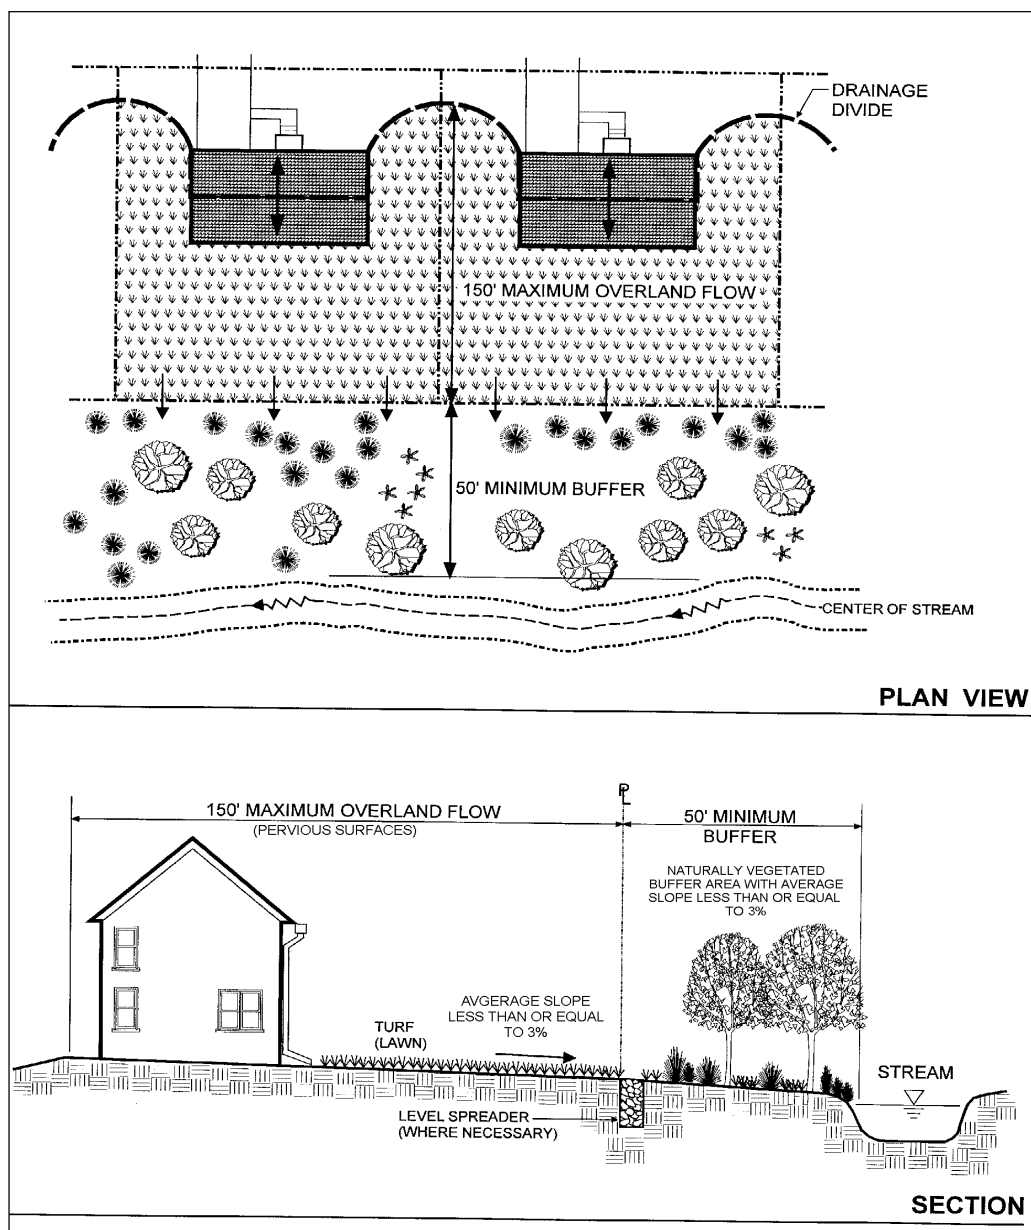 DRAINAGE
DIVIDE
150' MAXIMUM OVERLAND FLOW
50' MINIMUM BUFFER
CENTER OF STREAM
PLAN VIEW
PL
150' MAXIMUM OVERLAND FLOW
(PERVIOUS SURFACES)
50' MINIMUM
BUFFER
NATURALLY VEGETATED
BUFFER AREA WITH AVERAGE
SLOPE LESS THAN OR EQUAL
TO 3%
AVGERAGE SLOPE
LESS THAN OR EQUAL
TO 3%
TURF
(LAWN)
STREAM
LEVEL SPREADER
(WHERE NECESSARY)
SECTION